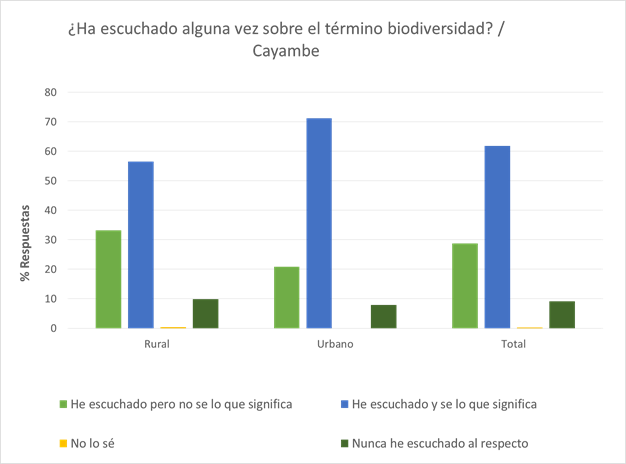 ¿Ha escuchado alguna vez sobre el término biodiversidad? /
Cayambe
80
70
60
50
40
30
20
10
0
% Respuestas
Rural
Urbano
Total
He escuchado pero no se lo que significa
He escuchado y se lo que significa
No lo sé
Nunca he escuchado al respecto